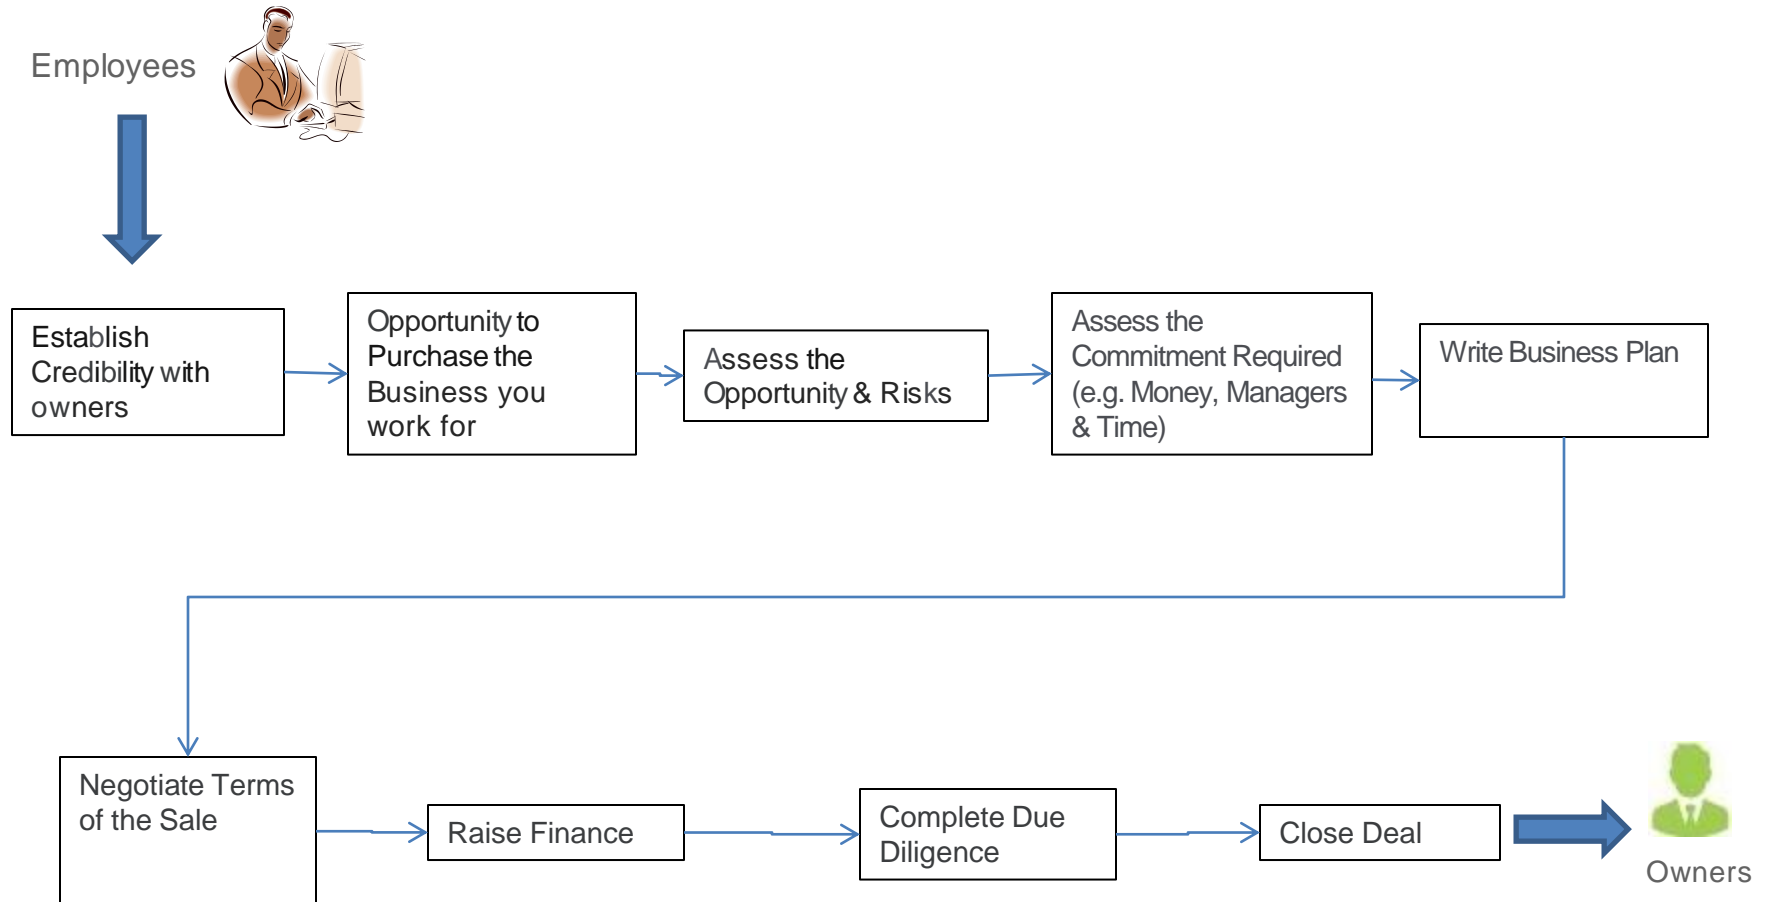 Employees
Establish
Credibility with
owners
Opportunity to
Purchase the
Business you
work for
Assess the
Opportunity & Risks
Assess the
Commitment Required
(e.g. Money, Managers
& Time)
Write Business Plan
Negotiate Terms
of the Sale
Raise Finance
Complete Due
Diligence
Close Deal
Owners